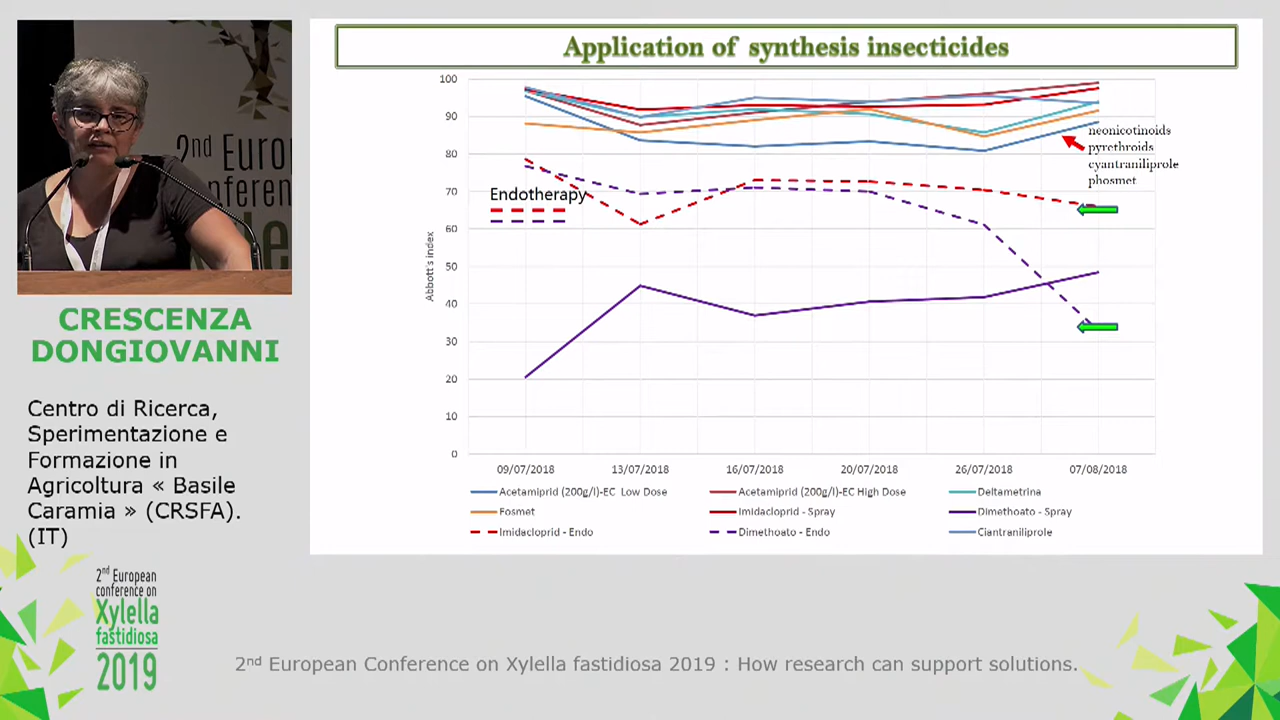 Application of synthesis insecticides
100
90
80
70
60
50
40
30
20
10
0
Abbott's index
Endotherapy
neonicotinoids
pyrethroids
cyantraniliprole
phosmet
09/07/2018 13/07/2018 16/07/2018 20/07/2018 26/07/2018 07/08/2018
Acetamiprid (200g/l)-EC Low Dose Acetamiprid (200g/l)-EC High Dose Deltametrina
Fosmet Imidacloprid - Spray Dimethoato - Spray
Imidacloprid - Endo Dimethoato - Endo Ciantraniliprole
2nd Euro
CRESCENZA
DONGIOVANNI
Centro di Ricerca,
Sperimentazione e
Formazione in
Agricoltura « Basile
Caramia » (CRSFA).
(IT)
2nd European
conference on
Xylella
fastidiosa
2019
2nd European Conference on Xylella fastidiosa 2019 : How research can support solutions.